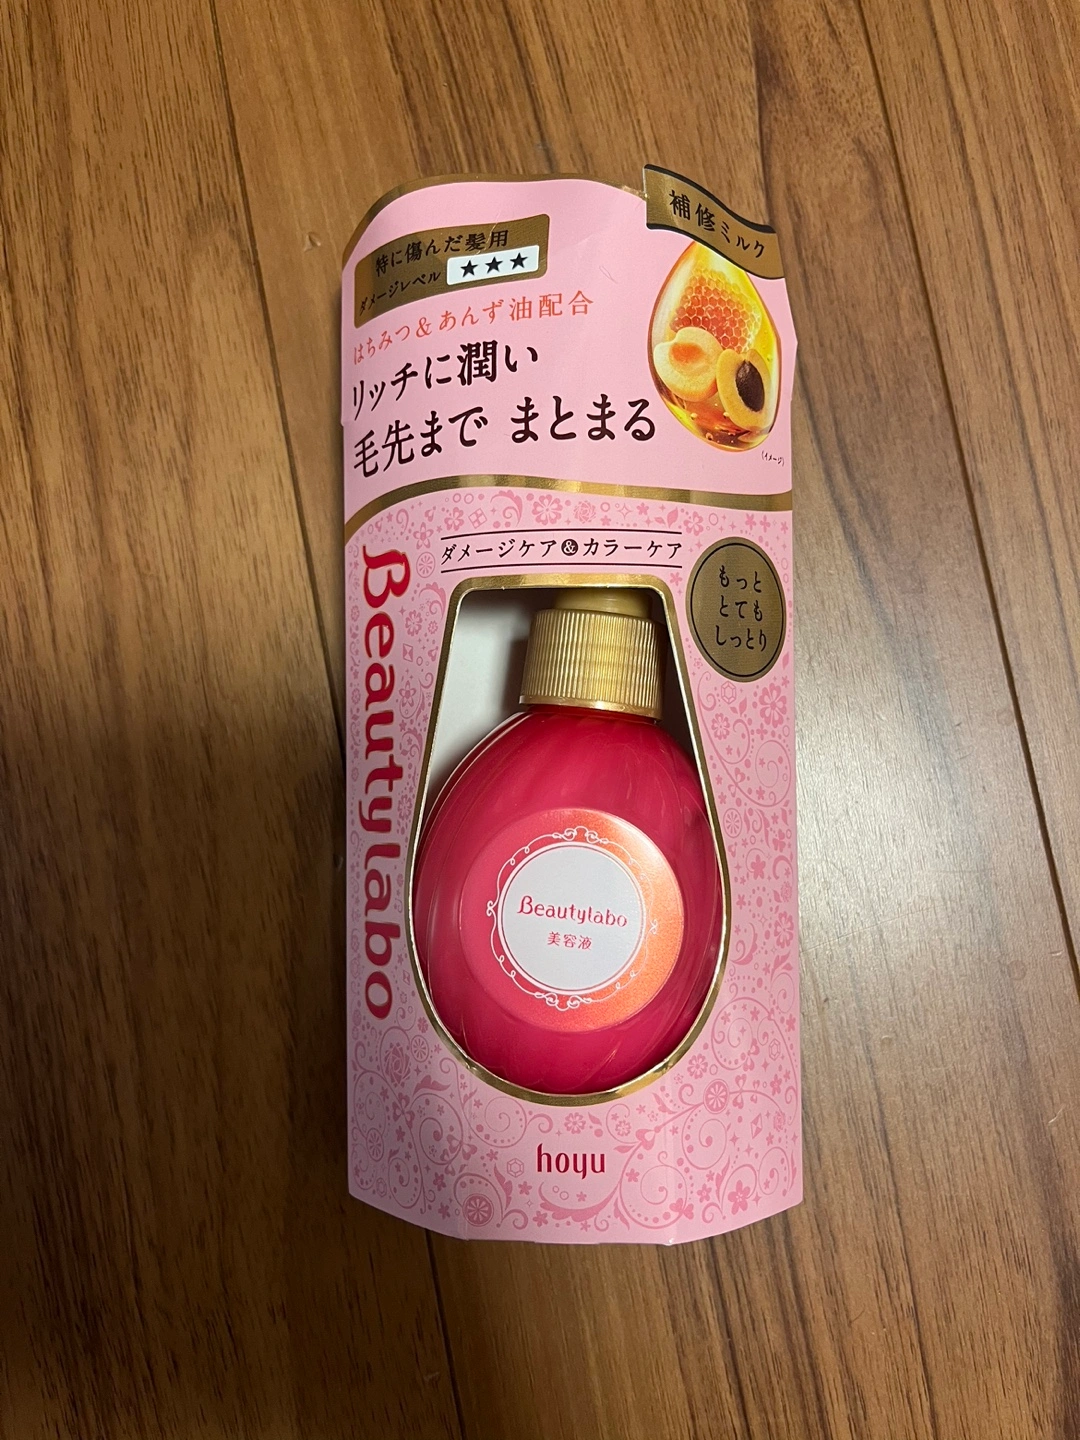 補修ミルク
特に傷んだ髪用
ダメージレベル ★★★
はちみつ&あんず油配合
リッチに潤い
毛先まで まとまる
(イメージ)
ダメージケア&カラーケア
もっと
とても
しっとり
Beautylabo
Beautylabo
美容液
hoyu